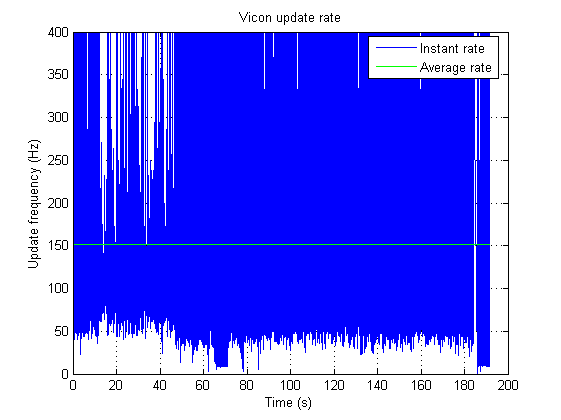 Vicon update rate
Instant rate
Average rate
400
350
300
250
200
150
100
50
0
Update frequency (Hz)
0 20 40 60 80 100 120 140 160 180 200
Time (s)